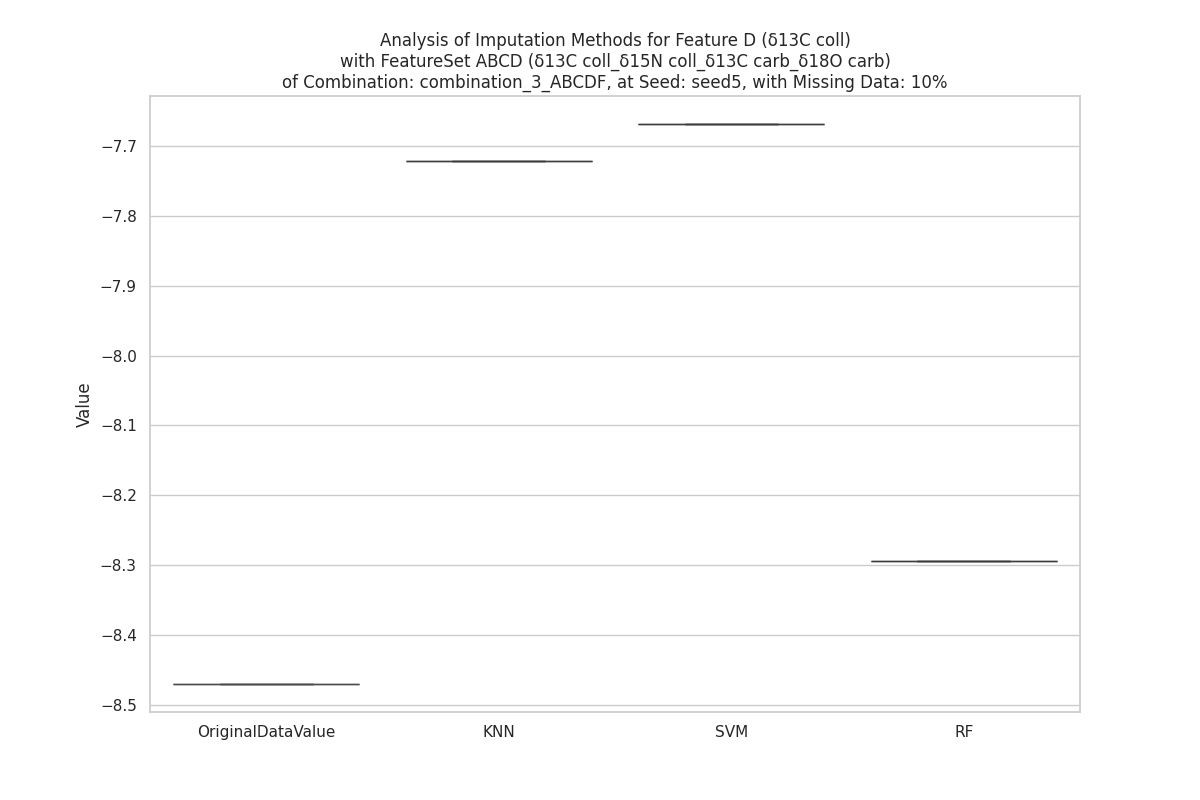 Analysis of Imputation Methods for Feature D (δ13C coll)
with FeatureSet ABCD (δ13C coll_δ15N coll_δ13C carb_δ18O carb)
of Combination: combination_3_ABCDF, at Seed: seed5, with Missing Data: 10%
Value
−7.7
−7.8
−7.9
−8.0
−8.1
−8.2
−8.3
−8.4
−8.5
OriginalDataValue
KNN
SVM
RF